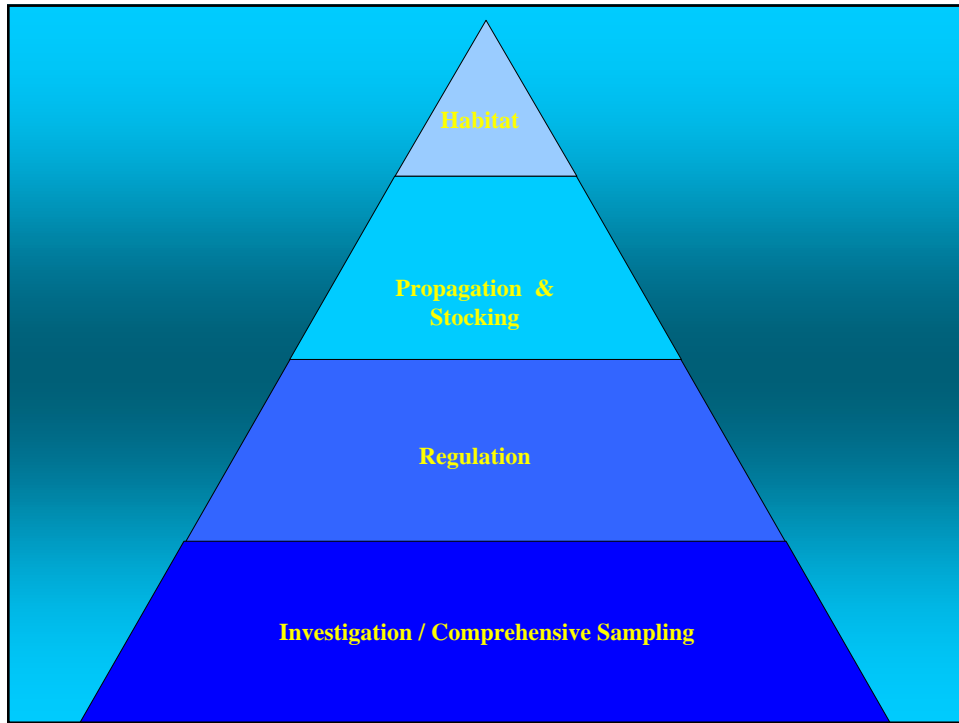 Habitat
Propagation  &
Stocking
Regulation
Investigation / Comprehensive Sampling